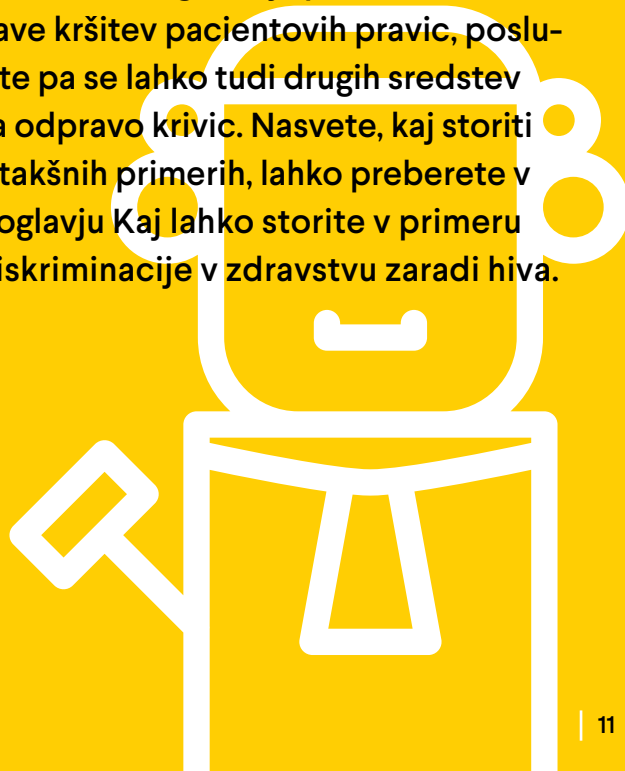 ave kršitev pacientovih pravic, poslu-
te pa se lahko tudi drugih sredstev
a odpravo krivic. Nasvete, kaj storiti
takšnih primerih, lahko preberete v
oglavju Kaj lahko storite v primeru
iskriminacije v zdravstvu zaradi hiva.
11